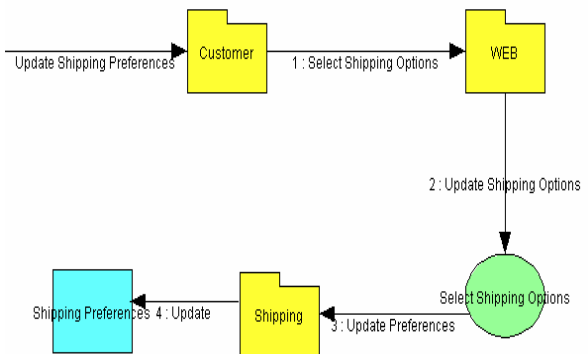 Update Shipping Preferences
Customer
1 : Select Shipping Options
WEB
2 : Update Shipping Options
Select Shipping Options
3 : Update Preferences
Shipping
4 : Update
Shipping Preferences